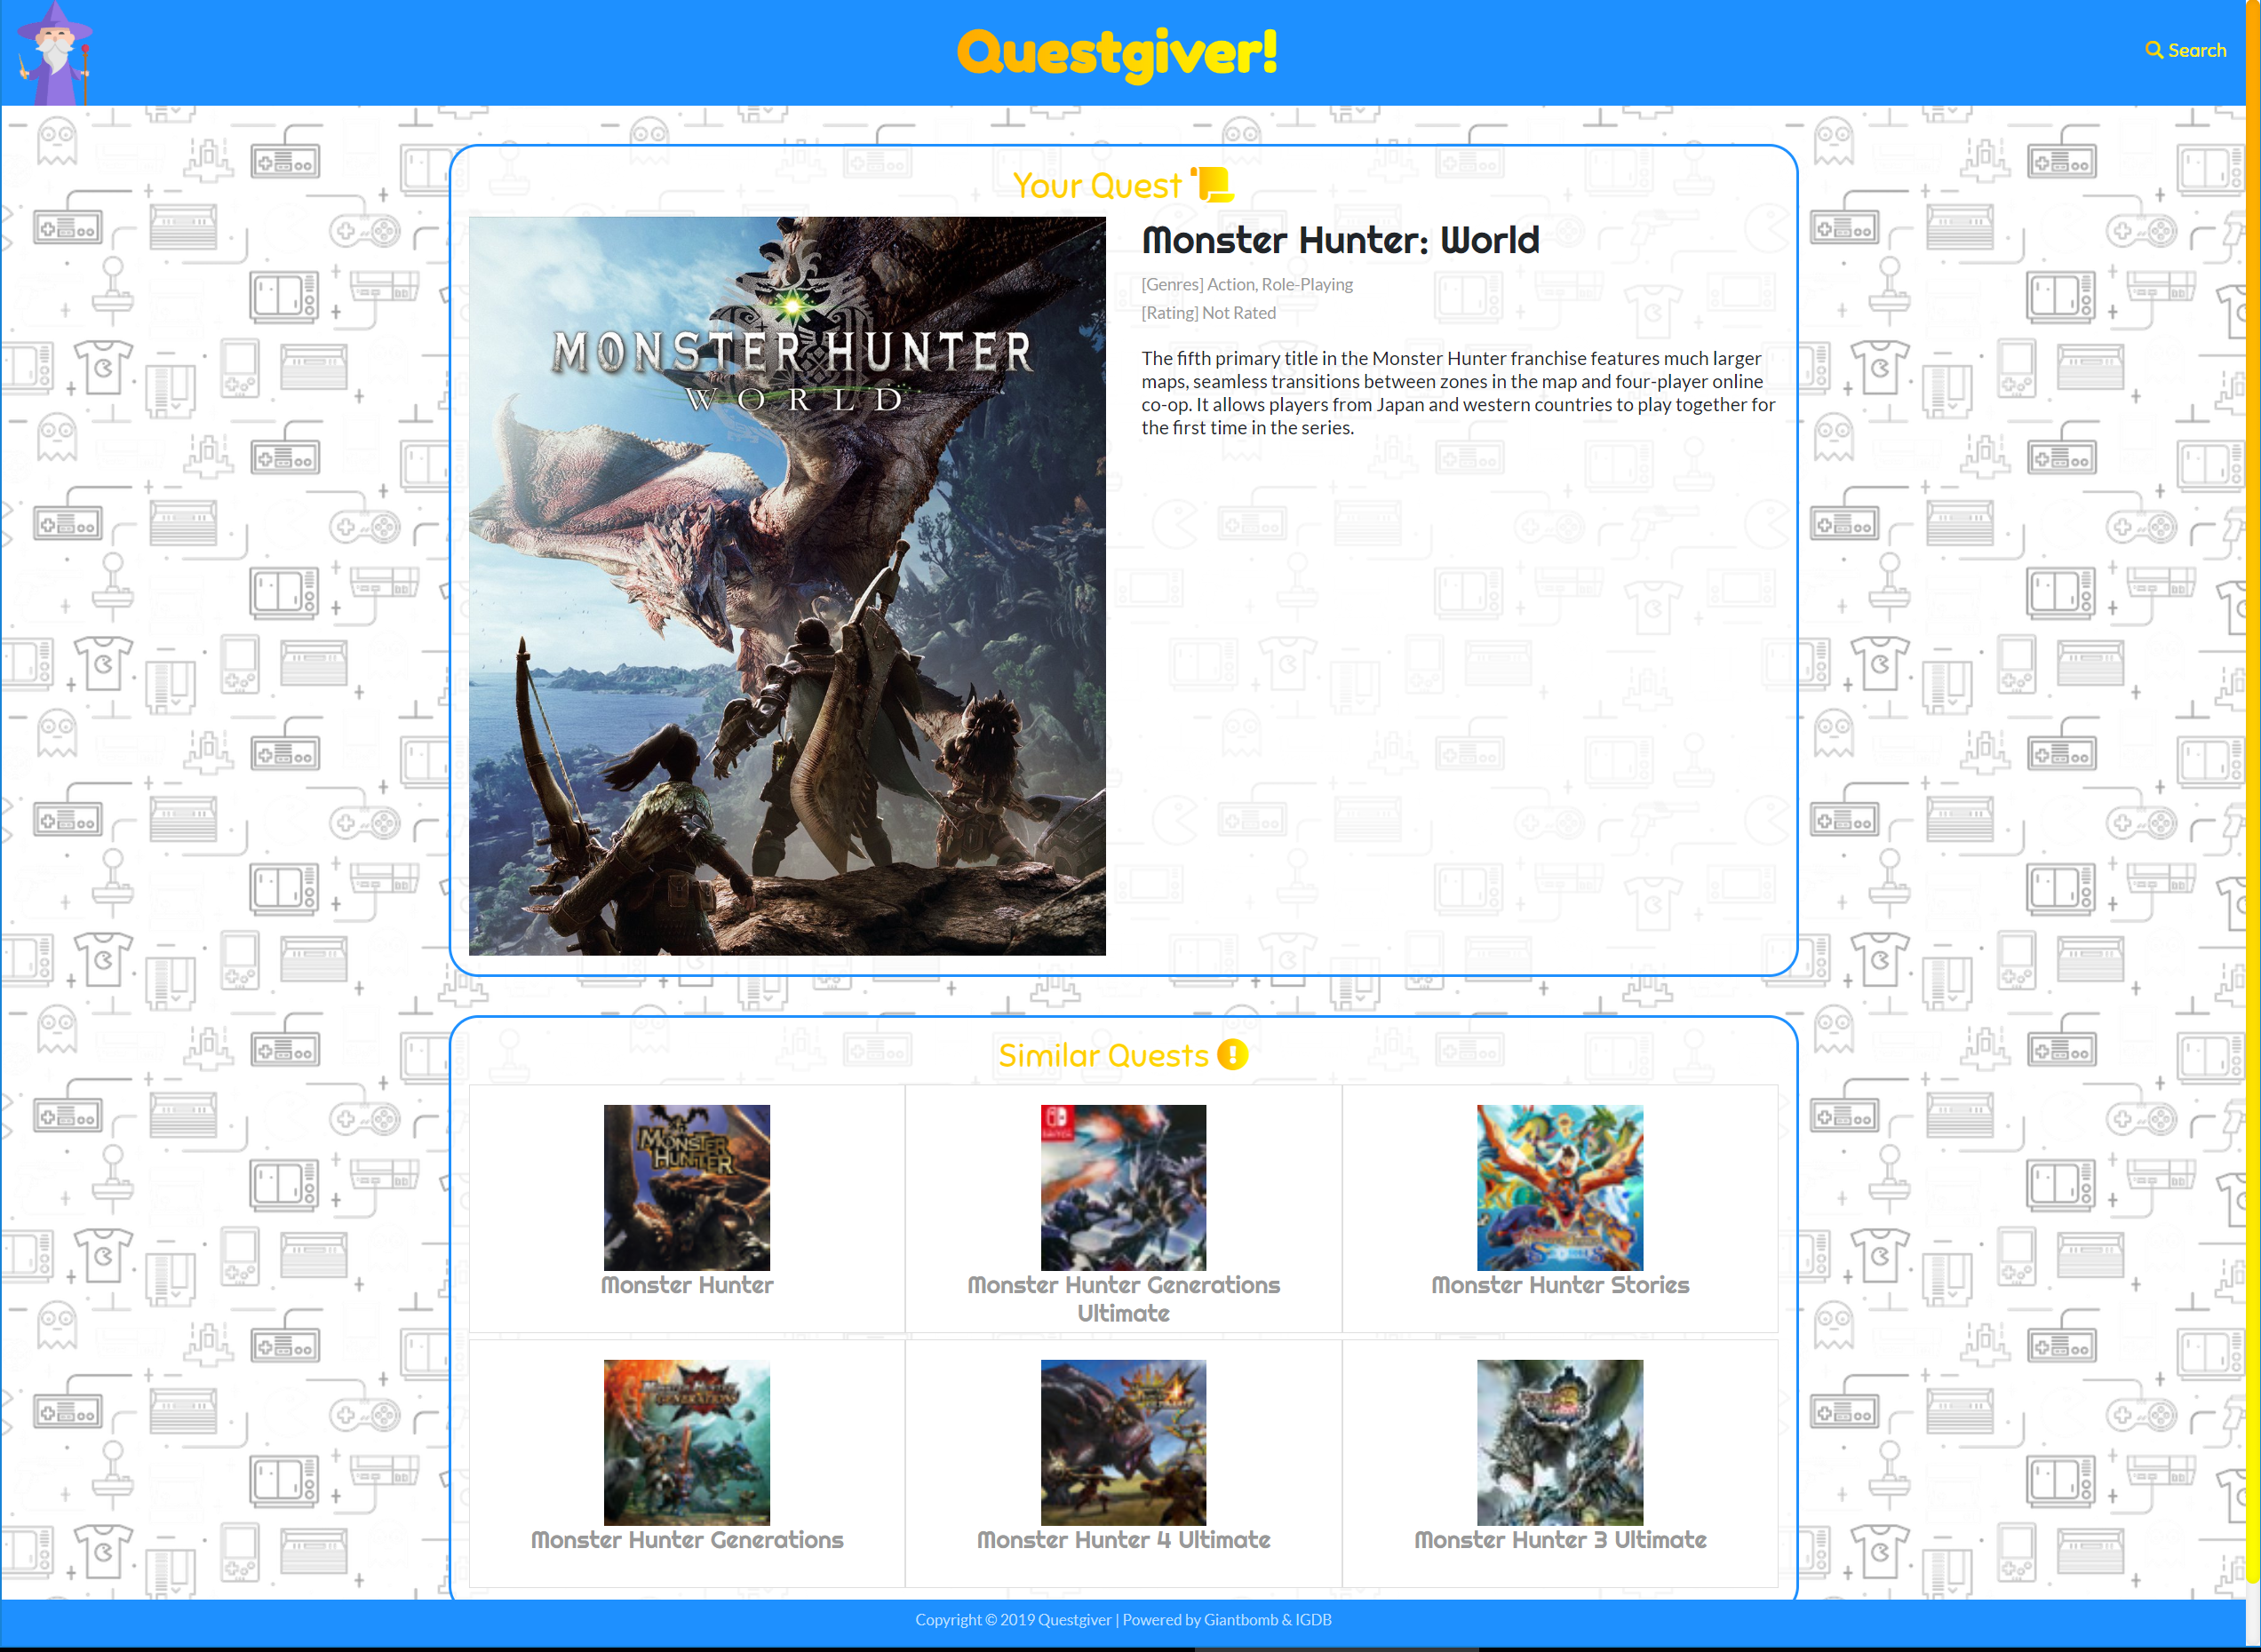 Questgiver!
Search
Your Quest
MONSTER HUNTER
WORLD
Monster Hunter: World
[Genres] Action, Role-Playing
[Rating] Not Rated
The fifth primary title in the Monster Hunter franchise features much larger
maps, seamless transitions between zones in the map and four-player online
co-op. It allows players from Japan and western countries to play together for
the first time in the series.
Similar Quests
MONSTER
HUNTER
Monster Hunter
Monster Hunter Generations
Ultimate
Monster Hunter Stories
Monster Hunter Generations
Monster Hunter 4 Ultimate
Monster Hunter 3 Ultimate
Copyright © 2019 Questgiver | Powered by Giantbomb & IGDB